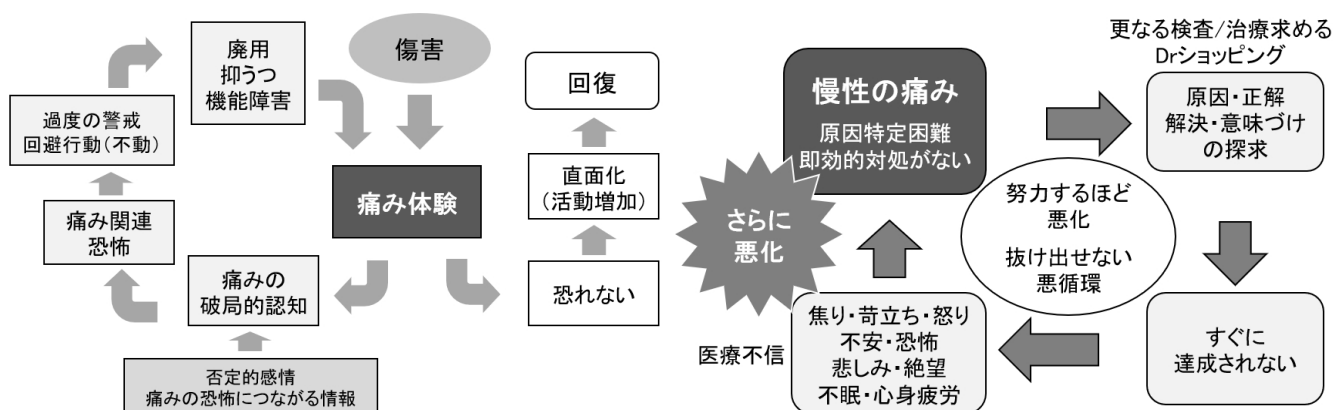 傷害
廃用
抑うつ
機能障害
過度の警戒
回避行動(不動)
痛み関連
恐怖
痛みの
破局的認知
否定的感情
痛みの恐怖につながる情報
痛み体験
回復
直面化
(活動増加)
恐れない
慢性の痛み
原因特定困難
即効的対処がない
さらに
悪化
更なる検査/治療求める
Drショッピング
原因・正解
解決・意味づけ
の探求
努力するほど
悪化
抜け出せない
悪循環
すぐに
達成されない
焦り・苛立ち・怒り
不安・恐怖
悲しみ・絶望
不眠・心身疲労
医療不信